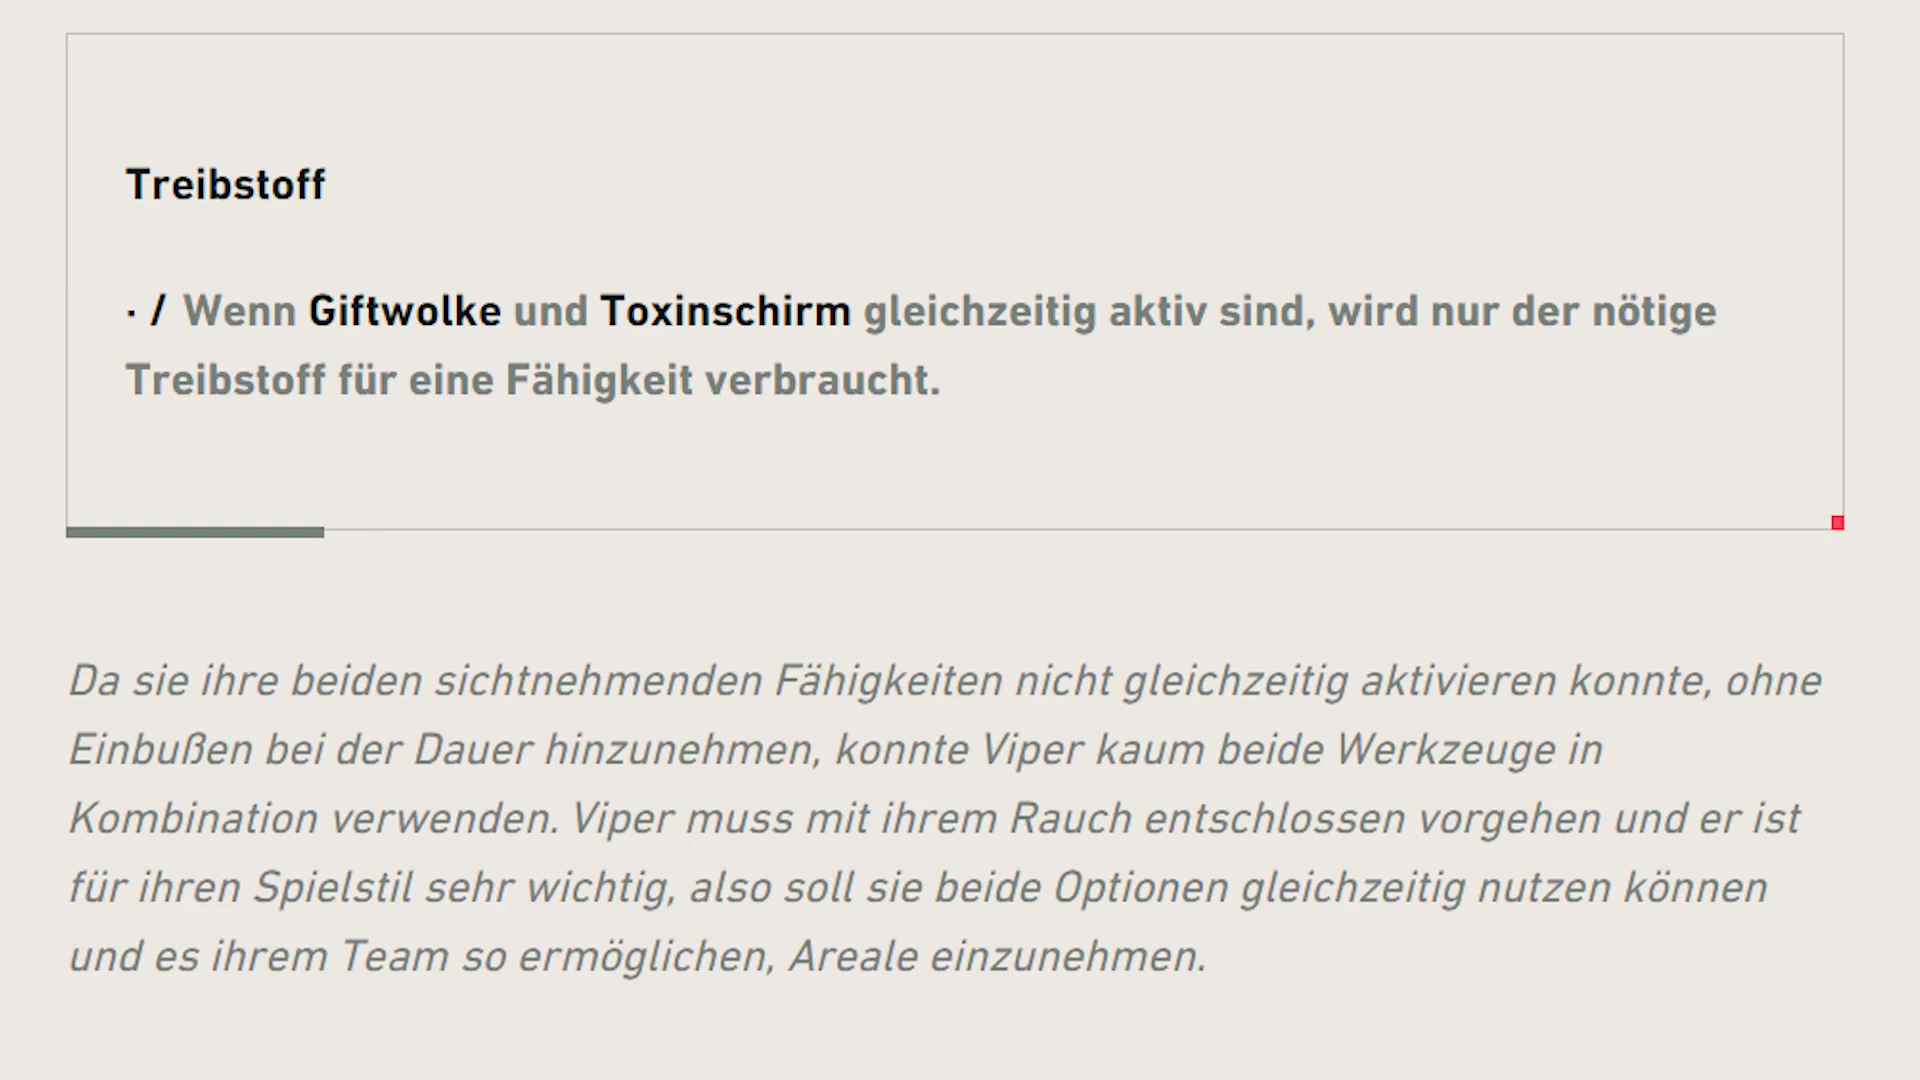 Treibstoff
· / Wenn Giftwolke und Toxinschirm gleichzeitig aktiv sind, wird nur der nötige
Treibstoff für eine Fähigkeit verbraucht.
Da sie ihre beiden sichtnehmenden Fähigkeiten nicht gleichzeitig aktivieren konnte, ohne
Einbußen bei der Dauer hinzunehmen, konnte Viper kaum beide Werkzeuge in
Kombination verwenden. Viper muss mit ihrem Rauch entschlossen vorgehen und er ist
für ihren Spielstil sehr wichtig, also soll sie beide Optionen gleichzeitig nutzen können
und es ihrem Team so ermöglichen, Areale einzunehmen.